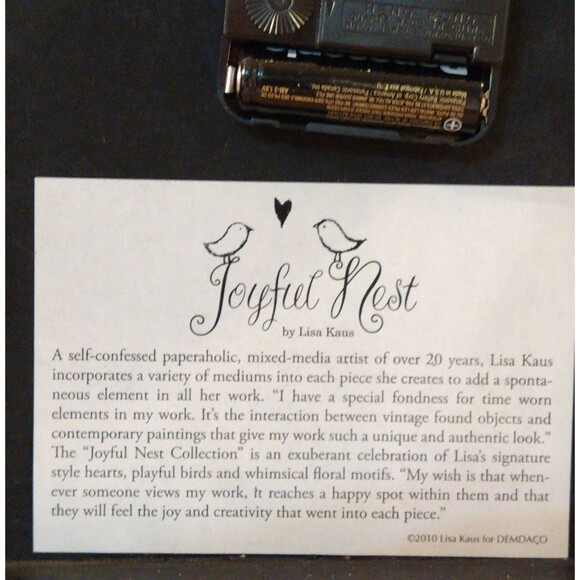 Joyful Nest
by Lisa Kaus
A self-confessed paperaholic, mixed-media artist of over 20 years, Lisa Kaus
incorporates a variety of mediums into each piece she creates to add a sponta-
neous element in all her work. “I have a special fondness for time worn
elements in my work. It’s the interaction between vintage found objects and
contemporary paintings that give my work such a unique and authentic look.”
The “Joyful Nest Collection” is an exuberant celebration of Lisa’s signature
style hearts, playful birds and whimsical floral motifs. “My wish is that when-
ever someone views my work, It reaches a happy spot within them and that
they will feel the joy and creativity that went into each piece.”
©2010 Lisa Kaus for DEMDAÇO